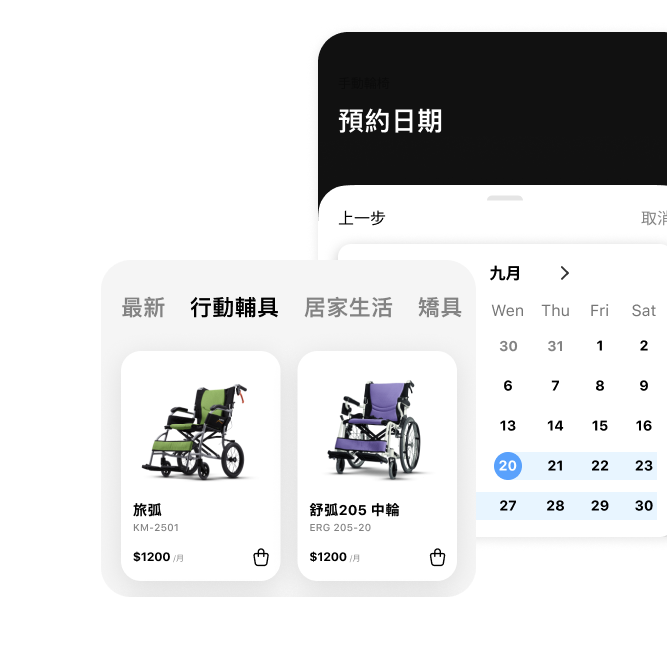 預約日期
上一步
取消
九月
Wen Thu Fri Sat
30 31 1 2
6 7 8 9
13 14 15 16
20 21 22 23
27 28 29 30
最新 行動輔具 居家生活 矯具
旅弧
KM-2501
$1200 /月
舒弧205 中輪
ERG 205-20
$1200 /月